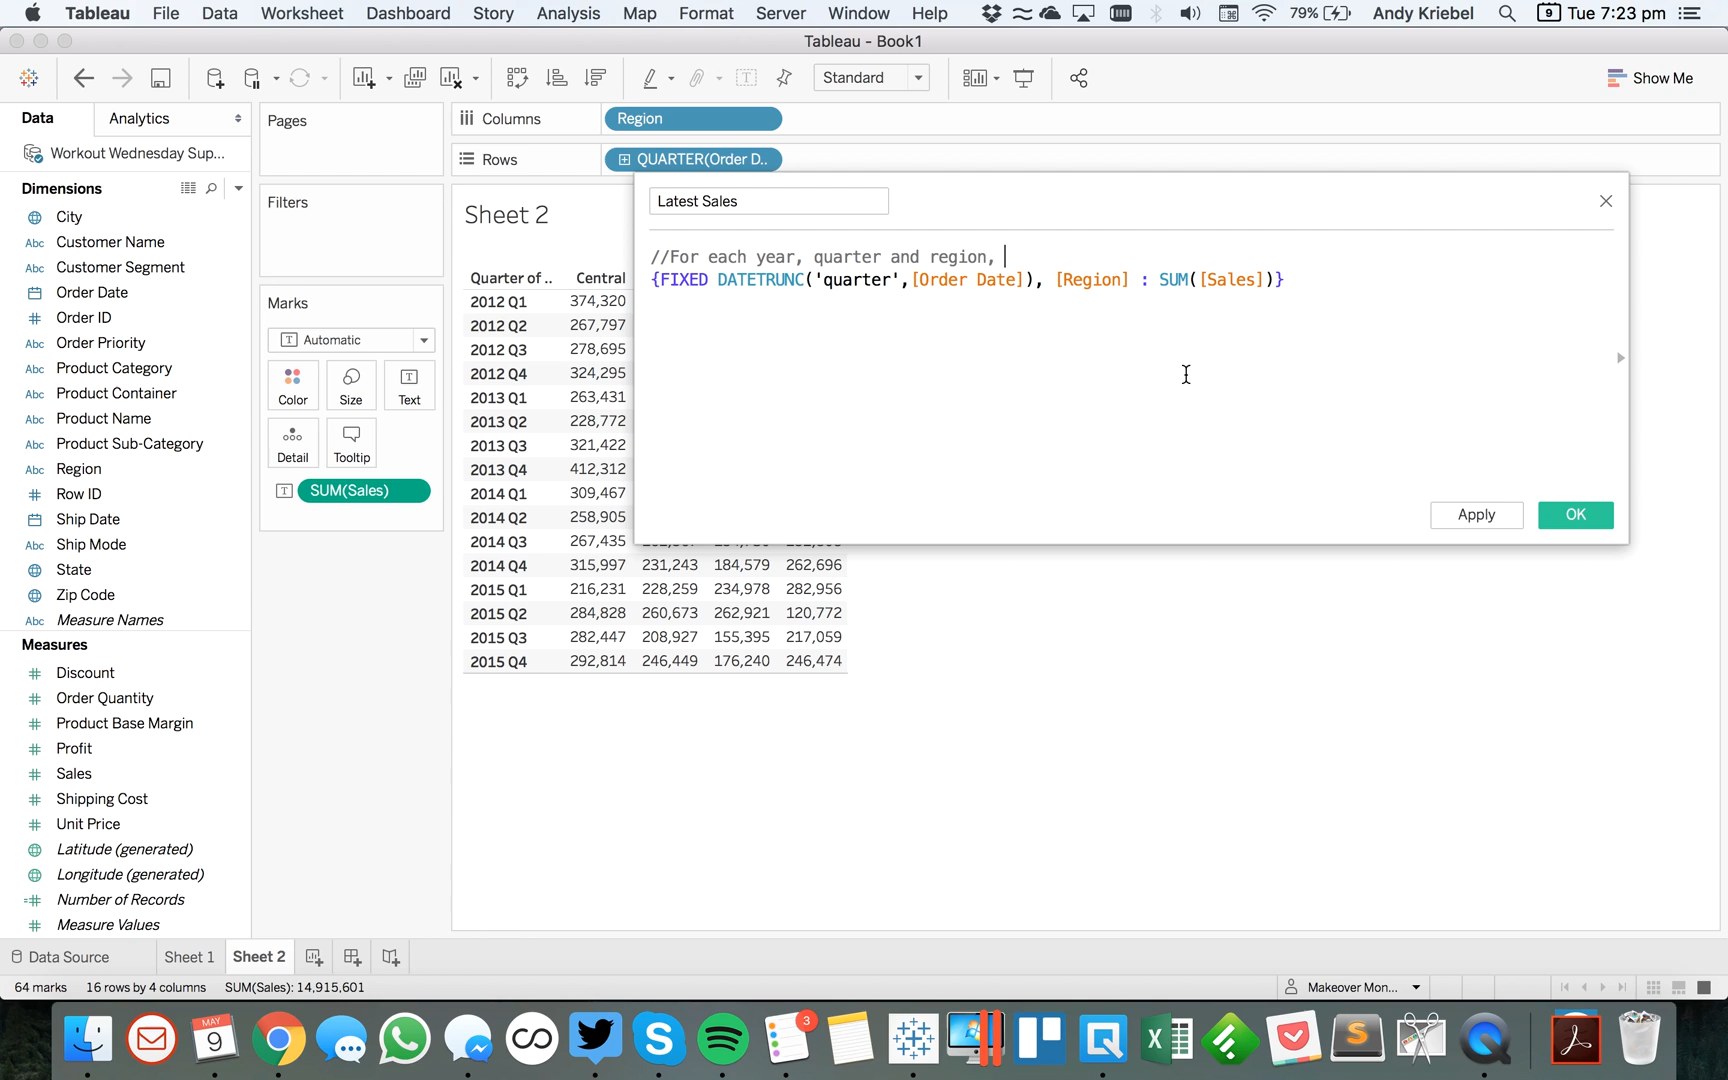 Tableau File Data Worksheet Dashboard Story Analysis Map Format Server Window Help 79% Andy Kriebel 9 Tue 7:23 pm
Tableau - Book1
Standard
Show Me
Data Analytics
Workout Wednesday Sup...
Dimensions
City
Abc Customer Name
Abc Customer Segment
Order Date
# Order ID
Abc Order Priority
Abc Product Category
Abc Product Container
Abc Product Name
Abc Product Sub-Category
Abc Region
# Row ID
Ship Date
Abc Ship Mode
State
Zip Code
Abc Measure Names
Measures
# Discount
# Order Quantity
# Product Base Margin
# Profit
# Sales
# Shipping Cost
# Unit Price
Latitude (generated)
Longitude (generated)
=# Number of Records
# Measure Values
Pages
Filters
Marks
T Automatic
Color Size Text
Detail Tooltip
T SUM(Sales)
Columns Region
Rows QUARTER(Order D..
Sheet 2
Latest Sales
//For each year, quarter and region,
{FIXED DATETRUNC('quarter',[Order Date]), [Region] : SUM([Sales])}
Apply OK
Quarter of .. Central
2012 Q1 374,320
2012 Q2 267,797
2012 Q3 278,695
2012 Q4 324,295
2013 Q1 263,431
2013 Q2 228,772
2013 Q3 321,422
2013 Q4 412,312
2014 Q1 309,467
2014 Q2 258,905
2014 Q3 267,435
2014 Q4 315,997 231,243 184,579 262,696
2015 Q1 216,231 228,259 234,978 282,956
2015 Q2 284,828 260,673 262,921 120,772
2015 Q3 282,447 208,927 155,395 217,059
2015 Q4 292,814 246,449 176,240 246,474
Data Source Sheet 1 Sheet 2
64 marks 16 rows by 4 columns SUM(Sales): 14,915,601 Makeover Mon...
MAY
9
3